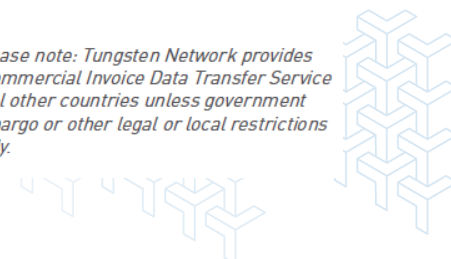 ase note: Tungsten Network provides
mmercial Invoice Data Transfer Service
l other countries unless government
argo or other legal or local restrictions
y.